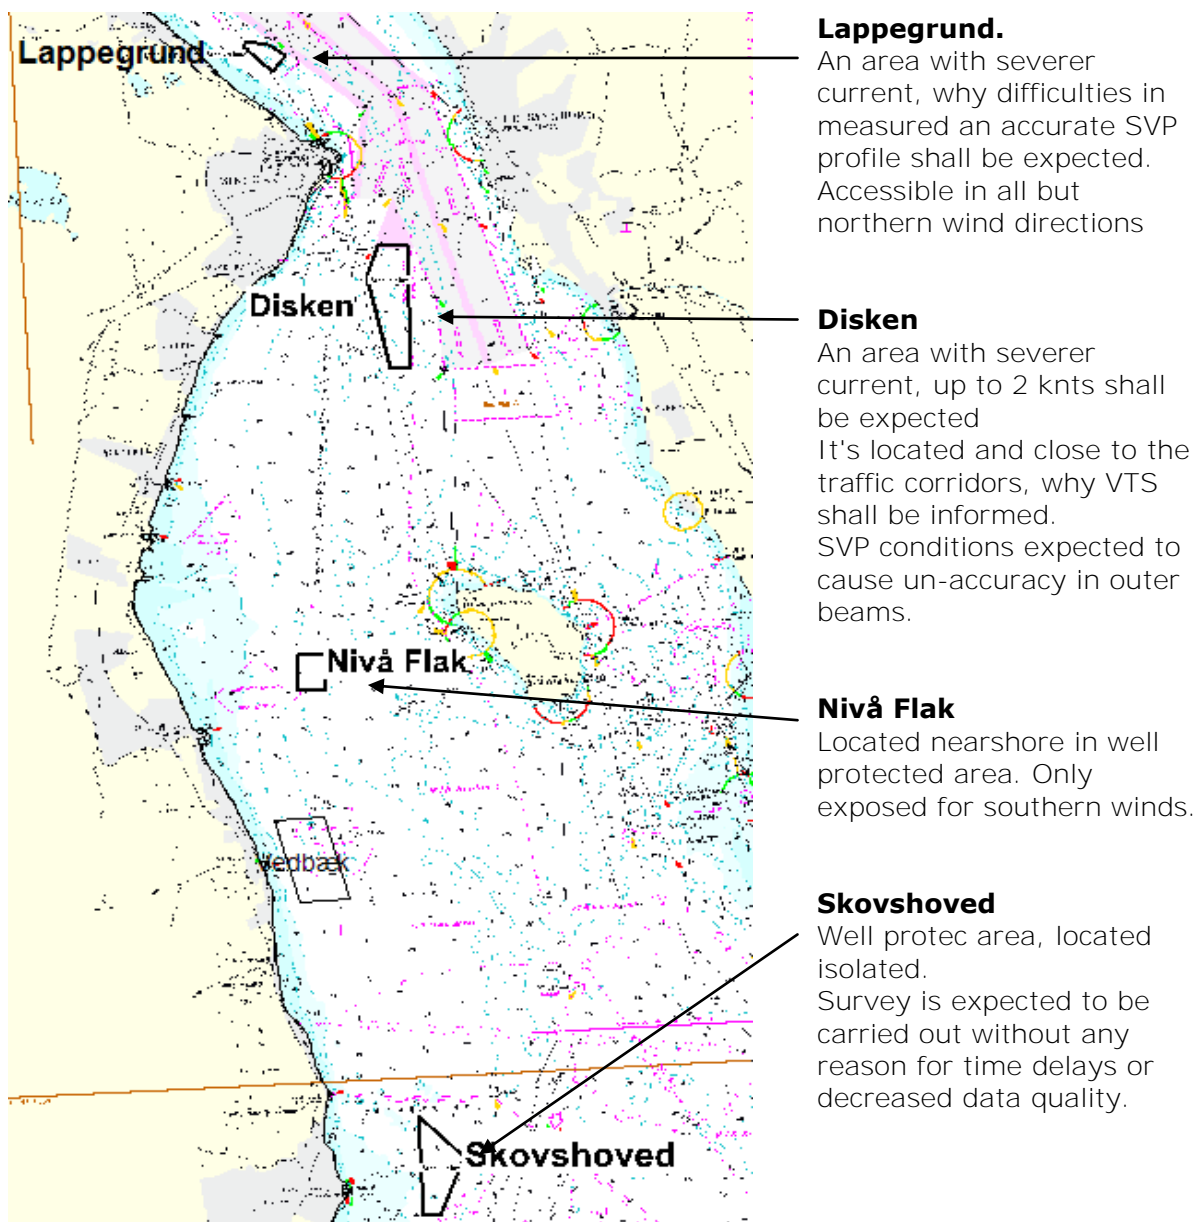 Lappegrund
Disken
Nivå Flak
Skovshoved
Lappegrund.
An area with severer
current, why difficulties in
measured an accurate SVP
profile shall be expected.
Accessible in all but
northern wind directions
Disken
An area with severer
current, up to 2 knts shall
be expected
It's located and close to the
traffic corridors, why VTS
shall be informed.
SVP conditions expected to
cause un-accuracy in outer
beams.
Nivå Flak
Located nearshore in well
protected area. Only
exposed for southern winds.
Skovshoved
Well protec area, located
isolated.
Survey is expected to be
carried out without any
reason for time delays or
decreased data quality.